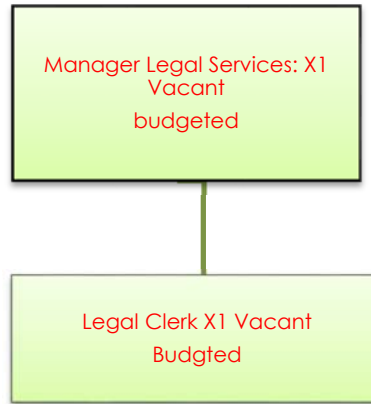 Manager Legal Services: X1
Vacant
budgeted
Legal Clerk X1 Vacant
Budgted